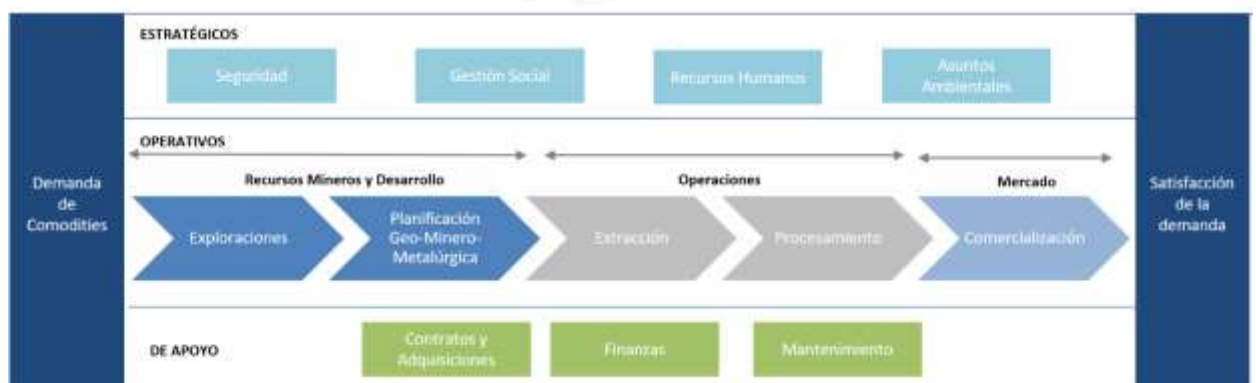 ESTRATÉGICOS
Seguridad
Gestión Social
Recursos Humanos
Asuntos
Ambientales
OPERATIVOS
Recursos Mineros y Desarrollo
Operaciones
Mercado
Demanda
de
Comodities
Exploraciones
Planificación
Geo-Minero-
Metalúrgica
Extracción
Procesamiento
Comercialización
Satisfacción
de la
demanda
DE APOYO
Contratos y
Adquisiciones
Finanzas
Mantenimiento